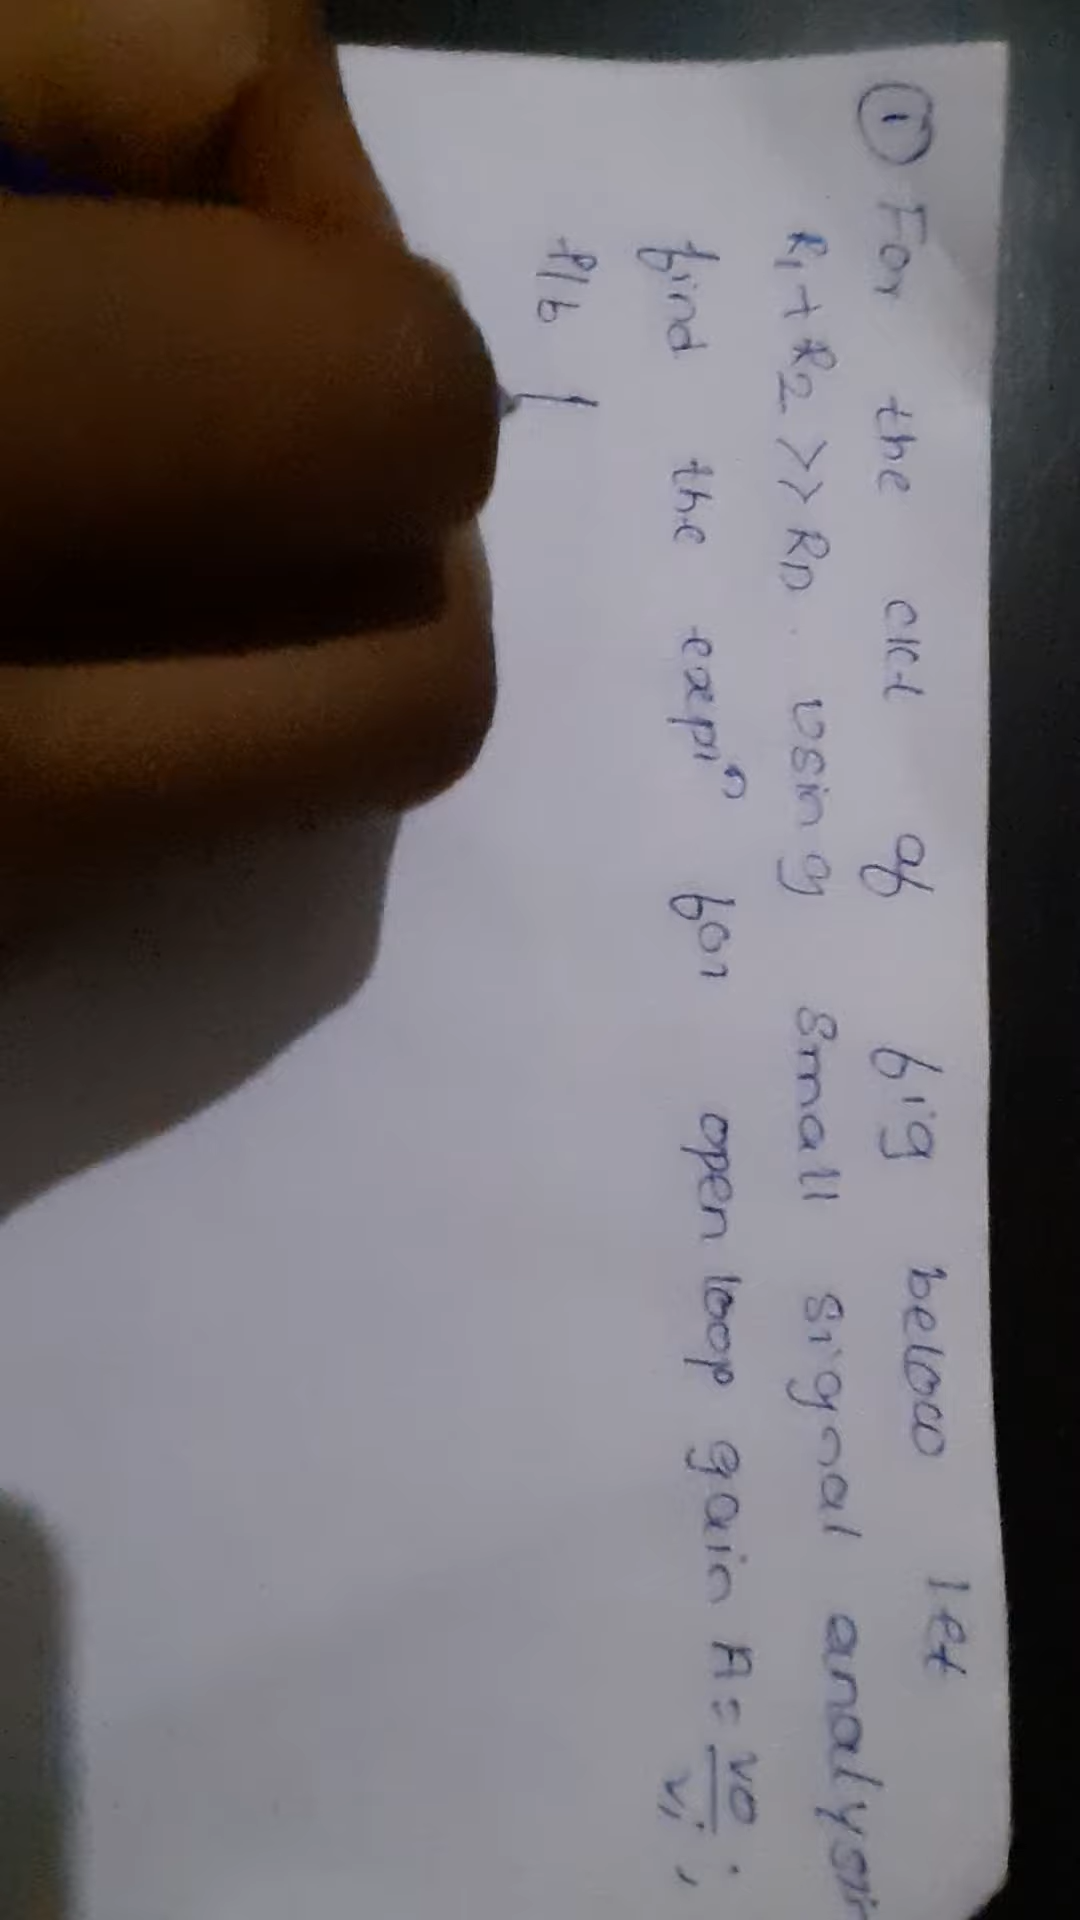 ① For the ckt of fig below let
R₁+R₂ >> R_D. using small signal analysis
find the expⁿ for open loop gain A = vo/vᵢ ;